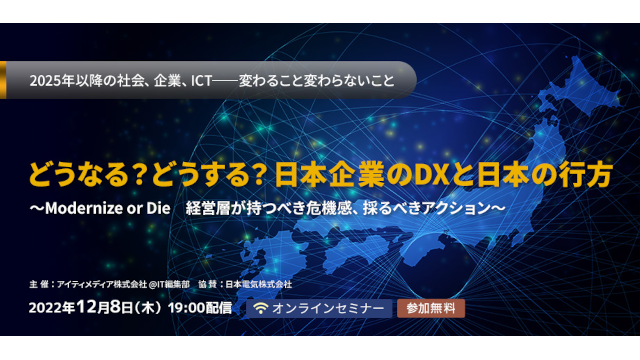 2025年以降の社会、企業、ICT――変わること変わらないこと
どうなる？どうする？ 日本企業のDXと日本の行方
～Modernize or Die　経営層が持つべき危機感、採るべきアクション～
主 催：アイティメディア株式会社 @IT編集部　協 賛：日本電気株式会社
2022年12月8日（木） 19:00配信　オンラインセミナー　参加無料